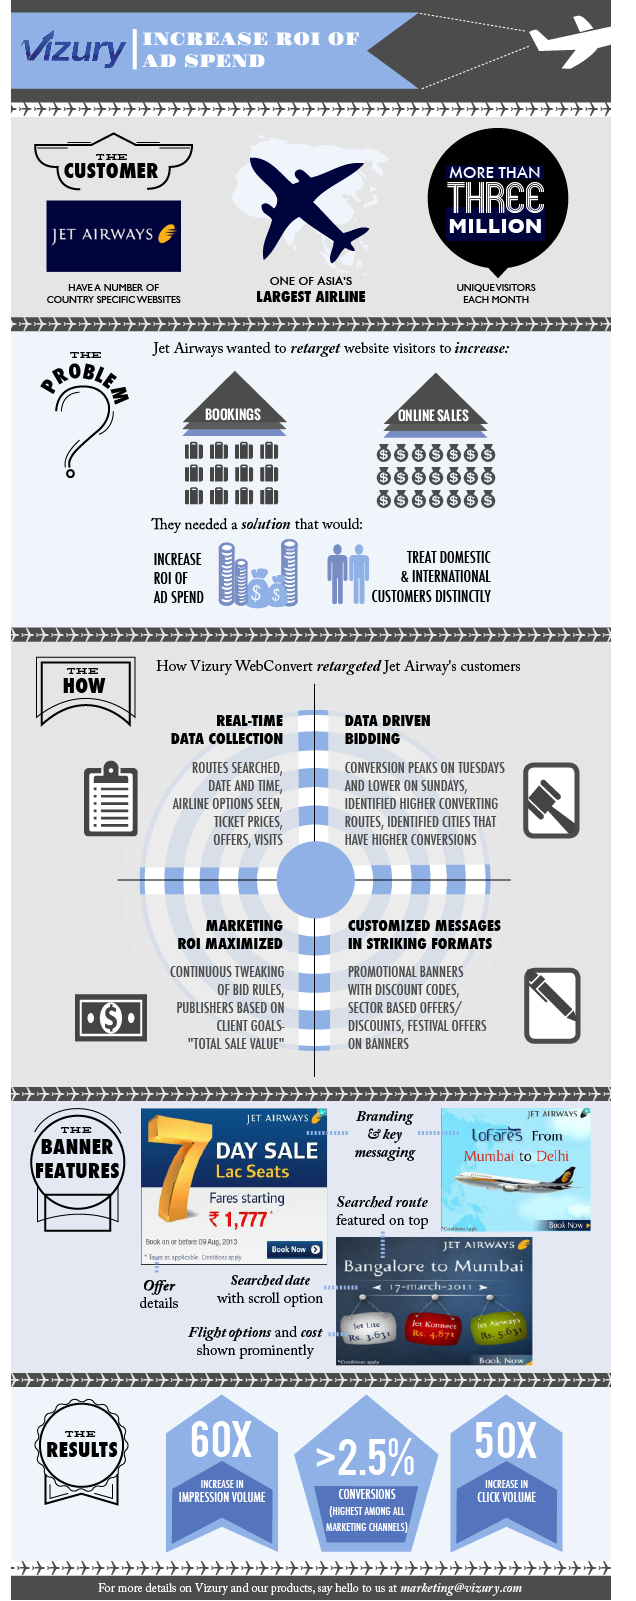 Vizury
INCREASE ROI OF
AD SPEND
THE
CUSTOMER
JET AIRWAYS
HAVE A NUMBER OF
COUNTRY SPECIFIC WEBSITES
ONE OF ASIA'S
LARGEST AIRLINE
MORE THAN
THREE
MILLION
UNIQUE VISITORS
EACH MONTH
THE
PROBLEM
Jet Airways wanted to retarget website visitors to increase:
BOOKINGS
ONLINE SALES
They needed a solution that would:
INCREASE
ROI OF
AD SPEND
TREAT DOMESTIC
& INTERNATIONAL
CUSTOMERS DISTINCTLY
THE
HOW
How Vizury WebConvert retargeted Jet Airway's customers
REAL-TIME
DATA COLLECTION
ROUTES SEARCHED,
DATE AND TIME,
AIRLINE OPTIONS SEEN,
TICKET PRICES,
OFFERS, VISITS
DATA DRIVEN
BIDDING
CONVERSION PEAKS ON TUESDAYS
AND LOWER ON SUNDAYS,
IDENTIFIED HIGHER CONVERTING
ROUTES, IDENTIFIED CITIES THAT
HAVE HIGHER CONVERSIONS
MARKETING
ROI MAXIMIZED
CONTINUOUS TWEAKING
OF BID RULES,
PUBLISHERS BASED ON
CLIENT GOALS-
"TOTAL SALE VALUE"
CUSTOMIZED MESSAGES
IN STRIKING FORMATS
PROMOTIONAL BANNERS
WITH DISCOUNT CODES,
SECTOR BASED OFFERS/
DISCOUNTS, FESTIVAL OFFERS
ON BANNERS
THE
BANNER
FEATURES
JET AIRWAYS
7
DAY SALE
Lac Seats
Fares starting
₹ 1,777*
Book on or before 09 Aug, 2013
* Taxes as applicable. Conditions apply
Book Now
Branding
& key
messaging
JET AIRWAYS
LoFares From
Mumbai to Delhi
*Conditions apply
Book Now
Searched route
featured on top
JET AIRWAYS
Bangalore to Mumbai
17-march-2011
Jet Lite
Rs. 3,631
Jet Konnect
Rs. 4,871
Jet Airways
Rs. 5,631
*Conditions apply
Book Now
Offer
details
Searched date
with scroll option
Flight options and cost
shown prominently
THE
RESULTS
60X
INCREASE IN
IMPRESSION VOLUME
>2.5%
CONVERSIONS
(HIGHEST AMONG ALL
MARKETING CHANNELS)
50X
INCREASE IN
CLICK VOLUME
For more details on Vizury and our products, say hello to us at marketing@vizury.com